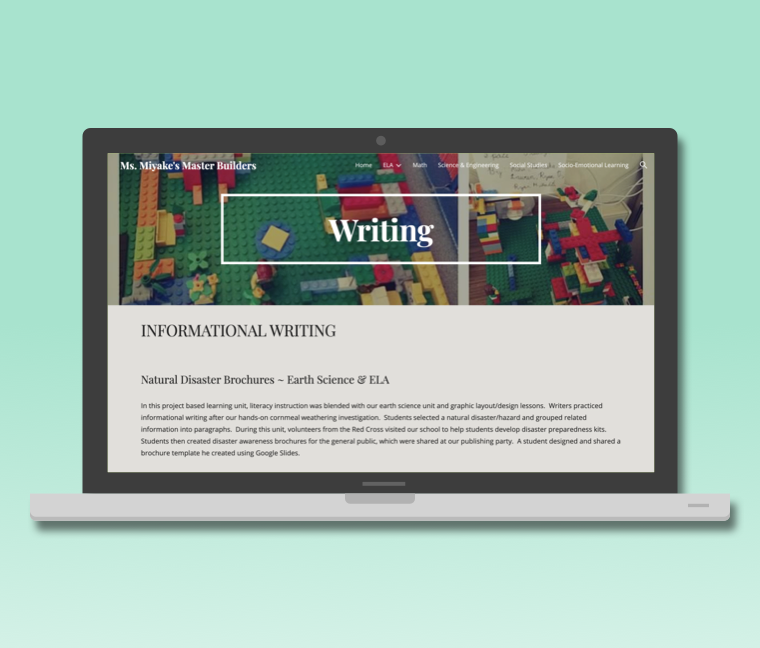 Ms. Miyake's Master Builders
Home ELA Math Science & Engineering Social Studies Socio-Emotional Learning
Writing
INFORMATIONAL WRITING
Natural Disaster Brochures ~ Earth Science & ELA
In this project based learning unit, literacy instruction was blended with our earth science unit and graphic layout/design lessons. Writers practiced
informational writing after our hands-on cornmeal weathering investigation. Students selected a natural disaster/hazard and grouped related
information into paragraphs. During this unit, volunteers from the Red Cross visited our school to help students develop disaster preparedness kits.
Students then created disaster awareness brochures for the general public, which were shared at our publishing party. A student designed and shared a
brochure template he created using Google Slides.